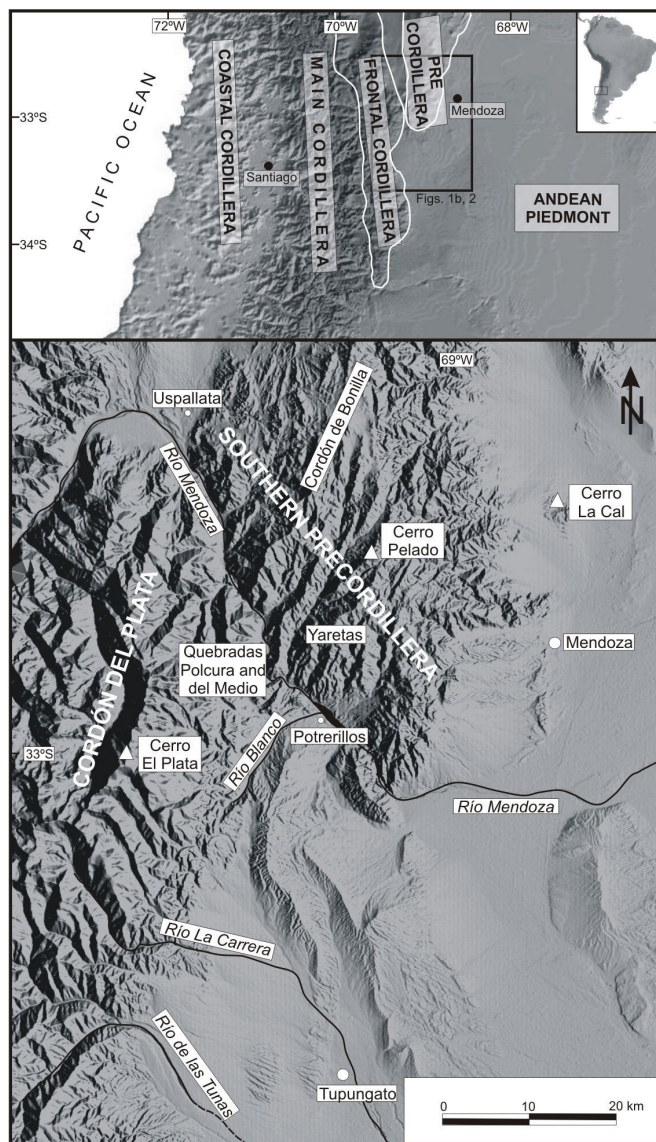 72ºW
70ºW
68ºW
33ºS
34ºS
PACIFIC OCEAN
COASTAL CORDILLERA
MAIN CORDILLERA
FRONTAL CORDILLERA
PRE
CORDILLERA
Mendoza
Santiago
Figs. 1b, 2
ANDEAN
PIEDMONT
69ºW
N
Uspallata
Río Mendoza
SOUTHERN PRECORDILLERA
Cordón de Bonilla
Cerro
La Cal
Cerro
Pelado
CORDÓN DEL PLATA
Yaretas
Mendoza
Quebradas
Polcura and
del Medio
Potrerillos
33ºS
Cerro
El Plata
Río Blanco
Río Mendoza
Río La Carrera
Río de las Tunas
Tupungato
0 10 20 km